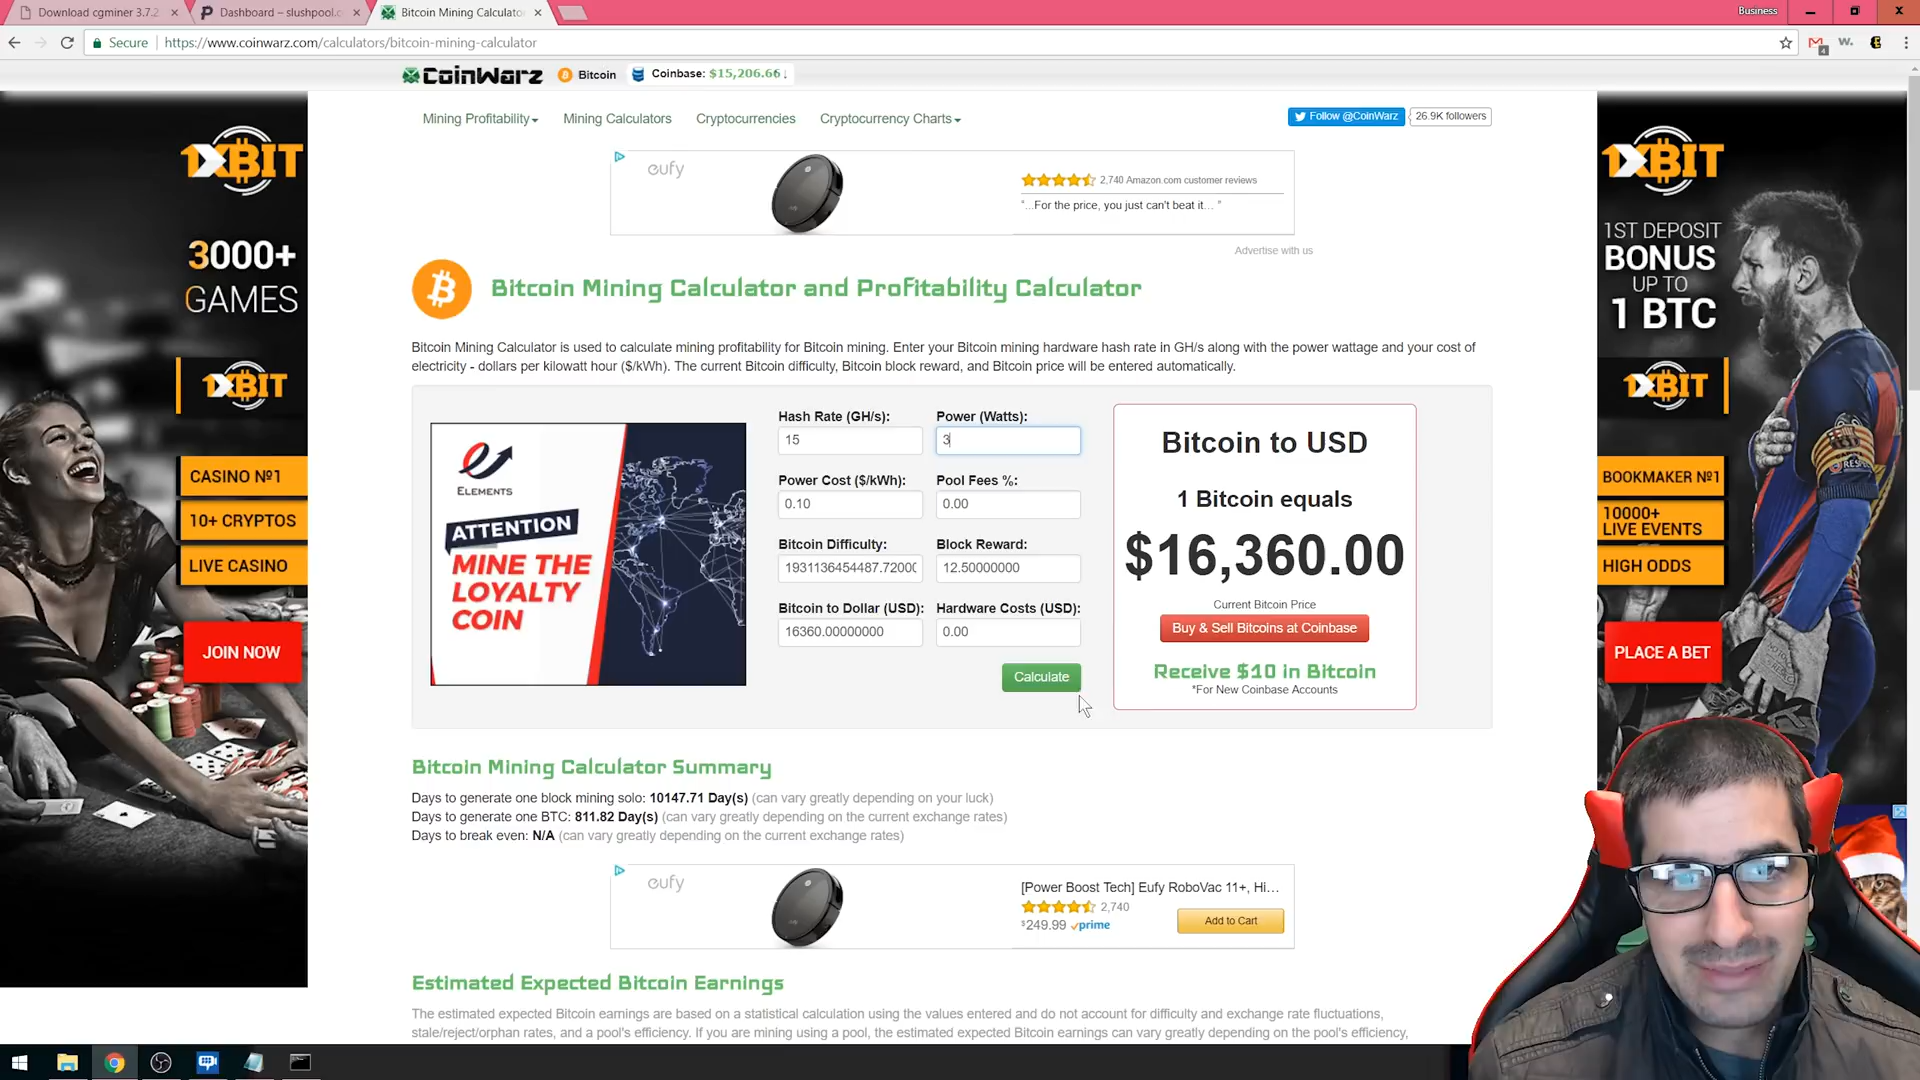 Download cgminer 3.7.2
Dashboard – slushpool.c
Bitcoin Mining Calculator
Business
Secure
https://www.coinwarz.com/calculators/bitcoin-mining-calculator
4
CoinWarz
Bitcoin
Coinbase: $15,206.66↓
Mining Profitability
Mining Calculators
Cryptocurrencies
Cryptocurrency Charts
Follow @CoinWarz
26.9K followers
eufy
2,740 Amazon.com customer reviews
"...For the price, you just can't beat it... "
Advertise with us
1XBIT
3000+
GAMES
1XBIT
CASINO №1
10+ CRYPTOS
LIVE CASINO
JOIN NOW
Bitcoin Mining Calculator and Profitability Calculator
Bitcoin Mining Calculator is used to calculate mining profitability for Bitcoin mining. Enter your Bitcoin mining hardware hash rate in GH/s along with the power wattage and your cost of
electricity - dollars per kilowatt hour ($/kWh). The current Bitcoin difficulty, Bitcoin block reward, and Bitcoin price will be entered automatically.
ELEMENTS
ATTENTION
MINE THE
LOYALTY
COIN
Hash Rate (GH/s):
Power (Watts):
15
3
Power Cost ($/kWh):
Pool Fees %:
0.10
0.00
Bitcoin Difficulty:
Block Reward:
1931136454487.7200
12.50000000
Bitcoin to Dollar (USD):
Hardware Costs (USD):
16360.00000000
0.00
Calculate
Bitcoin to USD
1 Bitcoin equals
$16,360.00
Current Bitcoin Price
Buy & Sell Bitcoins at Coinbase
Receive $10 in Bitcoin
*For New Coinbase Accounts
1XBIT
1ST DEPOSIT
BONUS
UP TO
1 BTC
1XBIT
BOOKMAKER №1
10000+
LIVE EVENTS
HIGH ODDS
PLACE A BET
Bitcoin Mining Calculator Summary
Days to generate one block mining solo: 10147.71 Day(s) (can vary greatly depending on your luck)
Days to generate one BTC: 811.82 Day(s) (can vary greatly depending on the current exchange rates)
Days to break even: N/A (can vary greatly depending on the current exchange rates)
eufy
[Power Boost Tech] Eufy RoboVac 11+, Hi...
2,740
$249.99 prime
Add to Cart
Estimated Expected Bitcoin Earnings
The estimated expected Bitcoin earnings are based on a statistical calculation using the values entered and do not account for difficulty and exchange rate fluctuations,
stale/reject/orphan rates, and a pool's efficiency. If you are mining using a pool, the estimated expected Bitcoin earnings can vary greatly depending on the pool's efficiency,